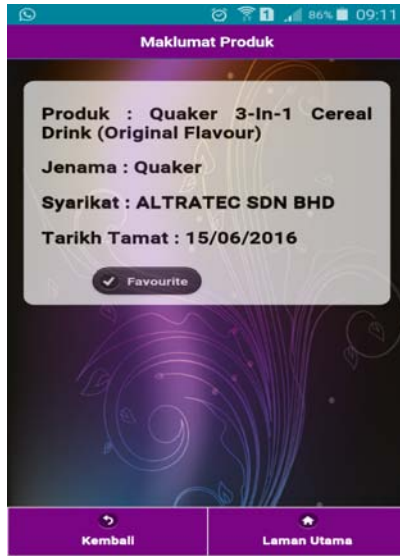 1 86% 09:11
Maklumat Produk
Produk : Quaker 3-In-1 Cereal
Drink (Original Flavour)
Jenama : Quaker
Syarikat : ALTRATEC SDN BHD
Tarikh Tamat : 15/06/2016
Favourite
Kembali
Laman Utama